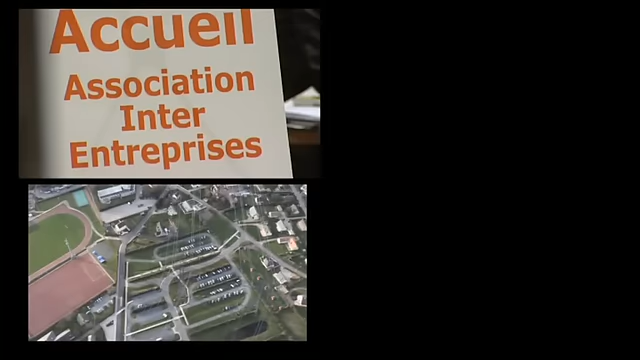 Accueil
Association
Inter
Entreprises